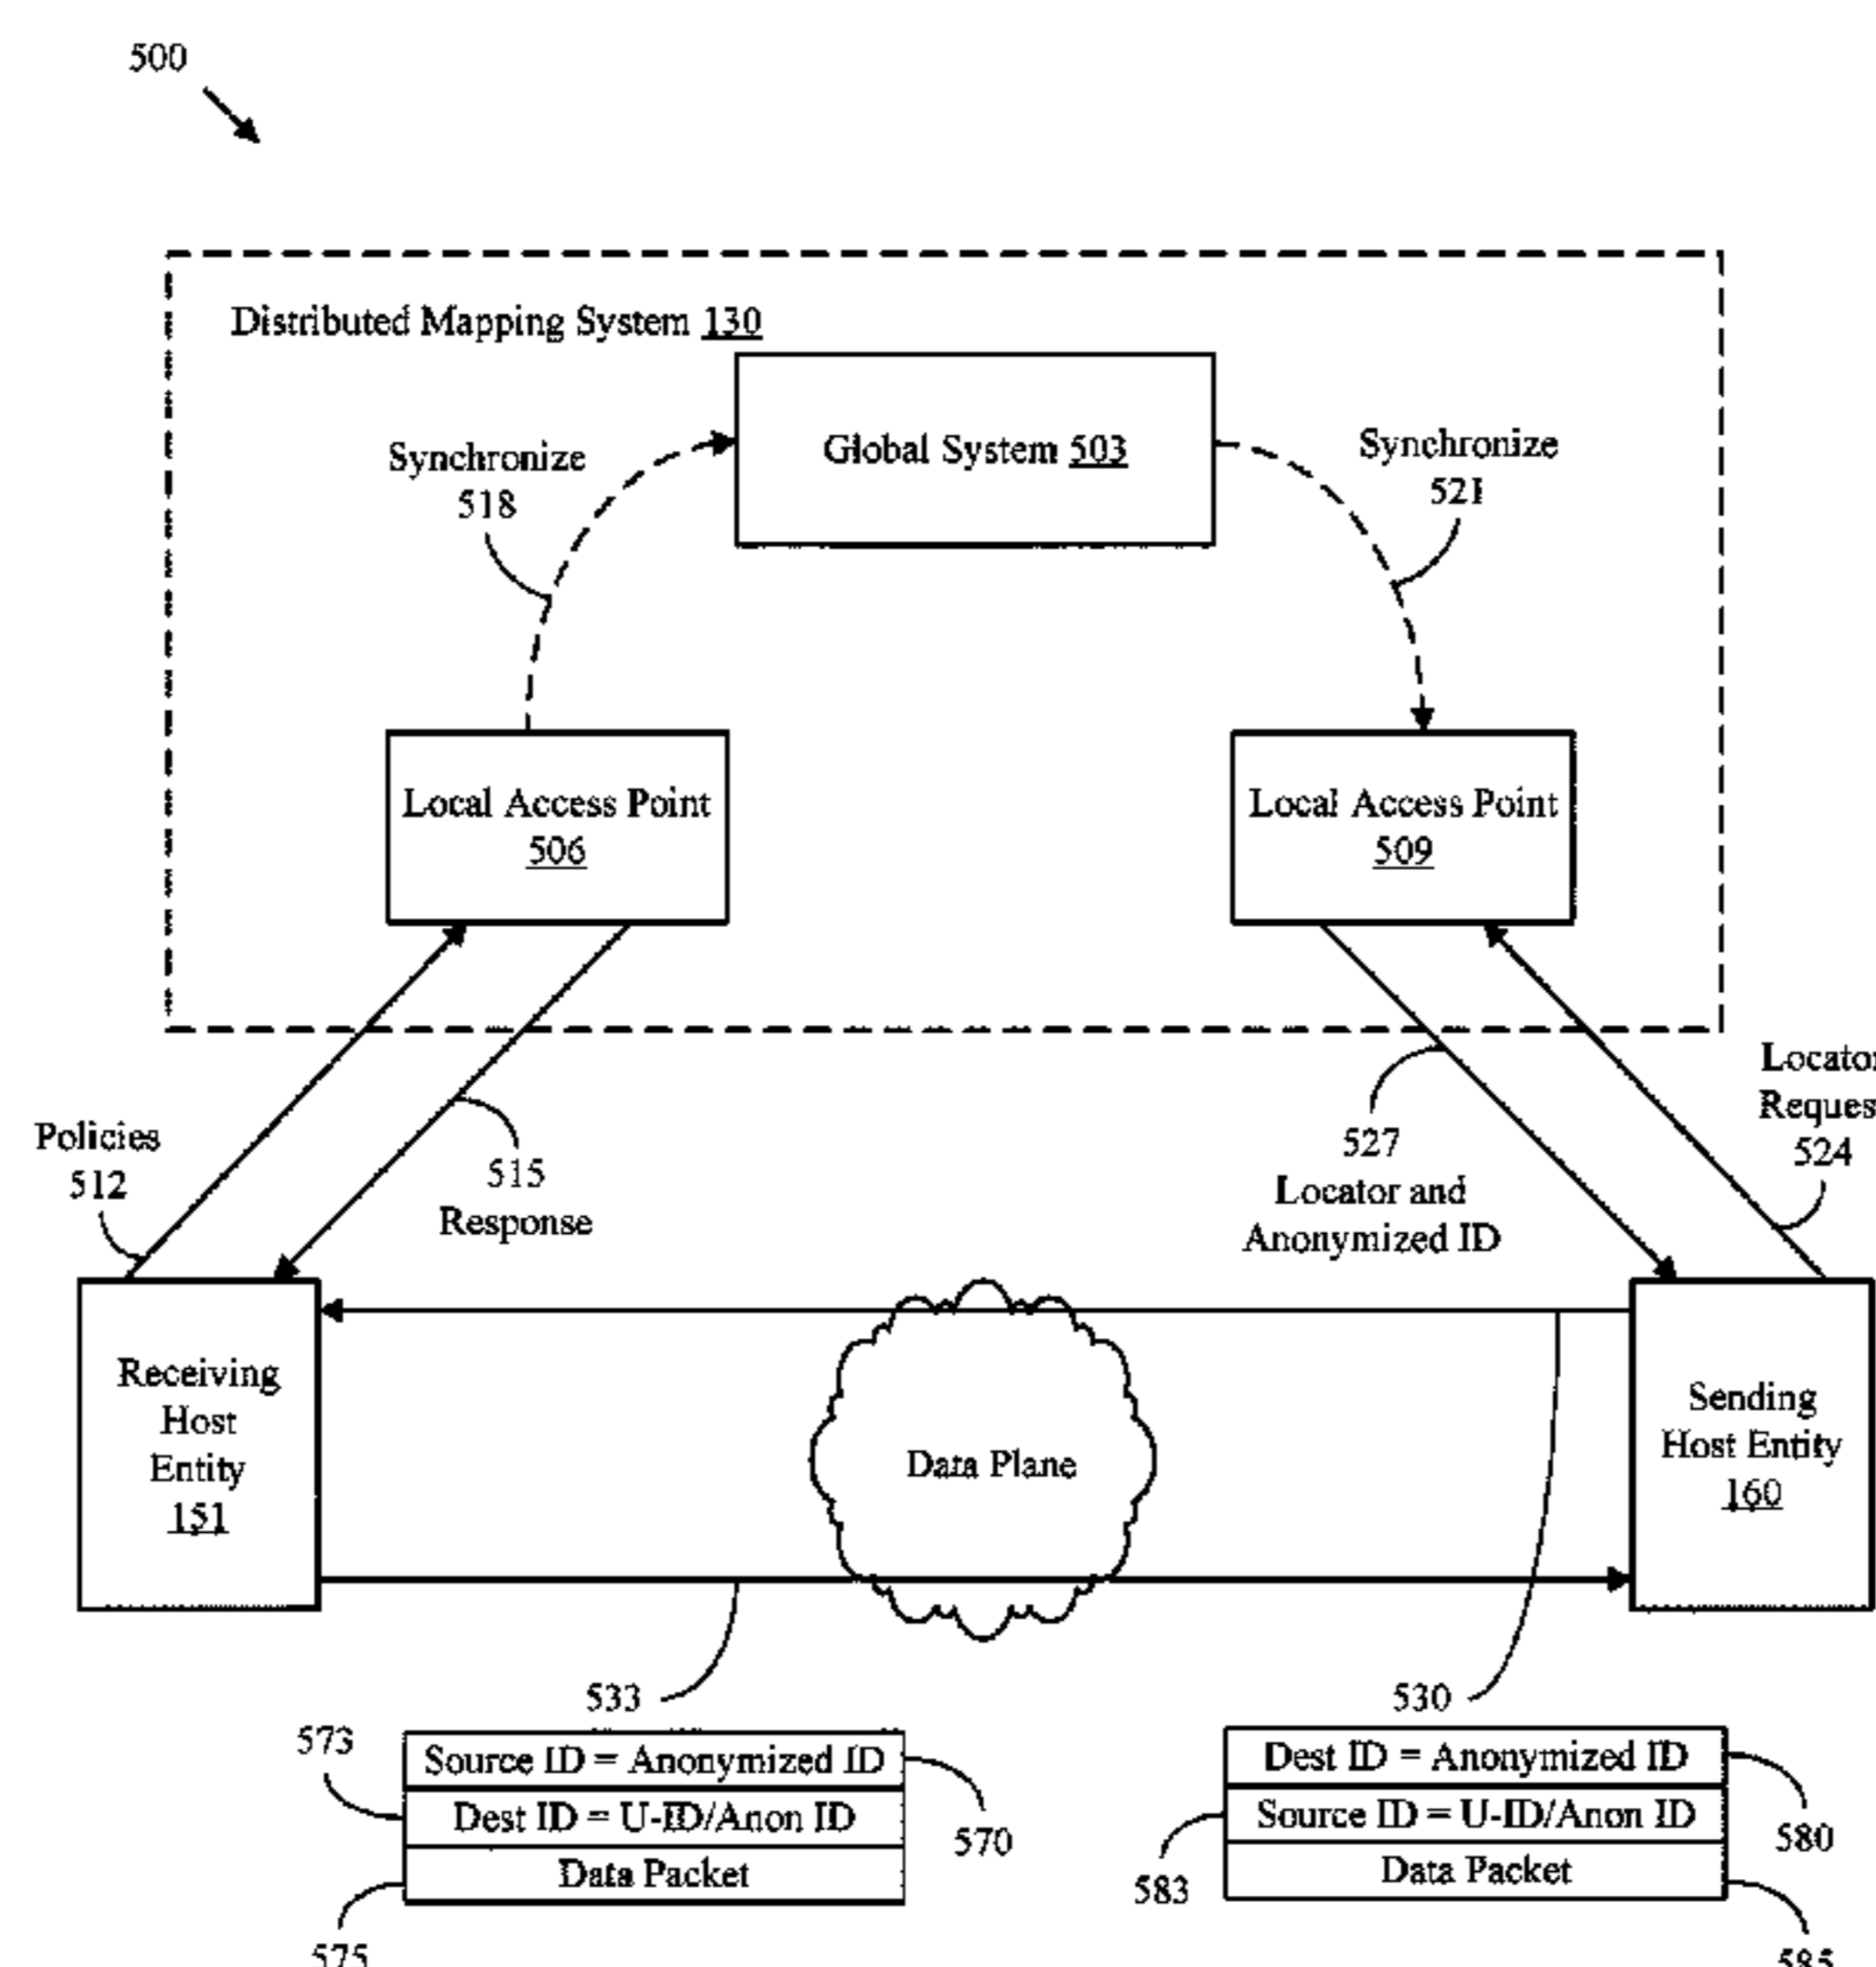 500
Distributed Mapping System 130
Global System 503
Synchronize
518
Synchronize
521
Local Access Point
506
Local Access Point
509
Policies
512
515
Response
527
Locator and
Anonymized ID
524
Receiving
Host
Entity
151
Data Plane
Sending
Host Entity
160
533
530
573
Source ID = Anonymized ID
Dest ID = U-ID/Anon ID
Data Packet
570
575
Dest ID = Anonymized ID
Source ID = U-ID/Anon ID
Data Packet
580
583
585